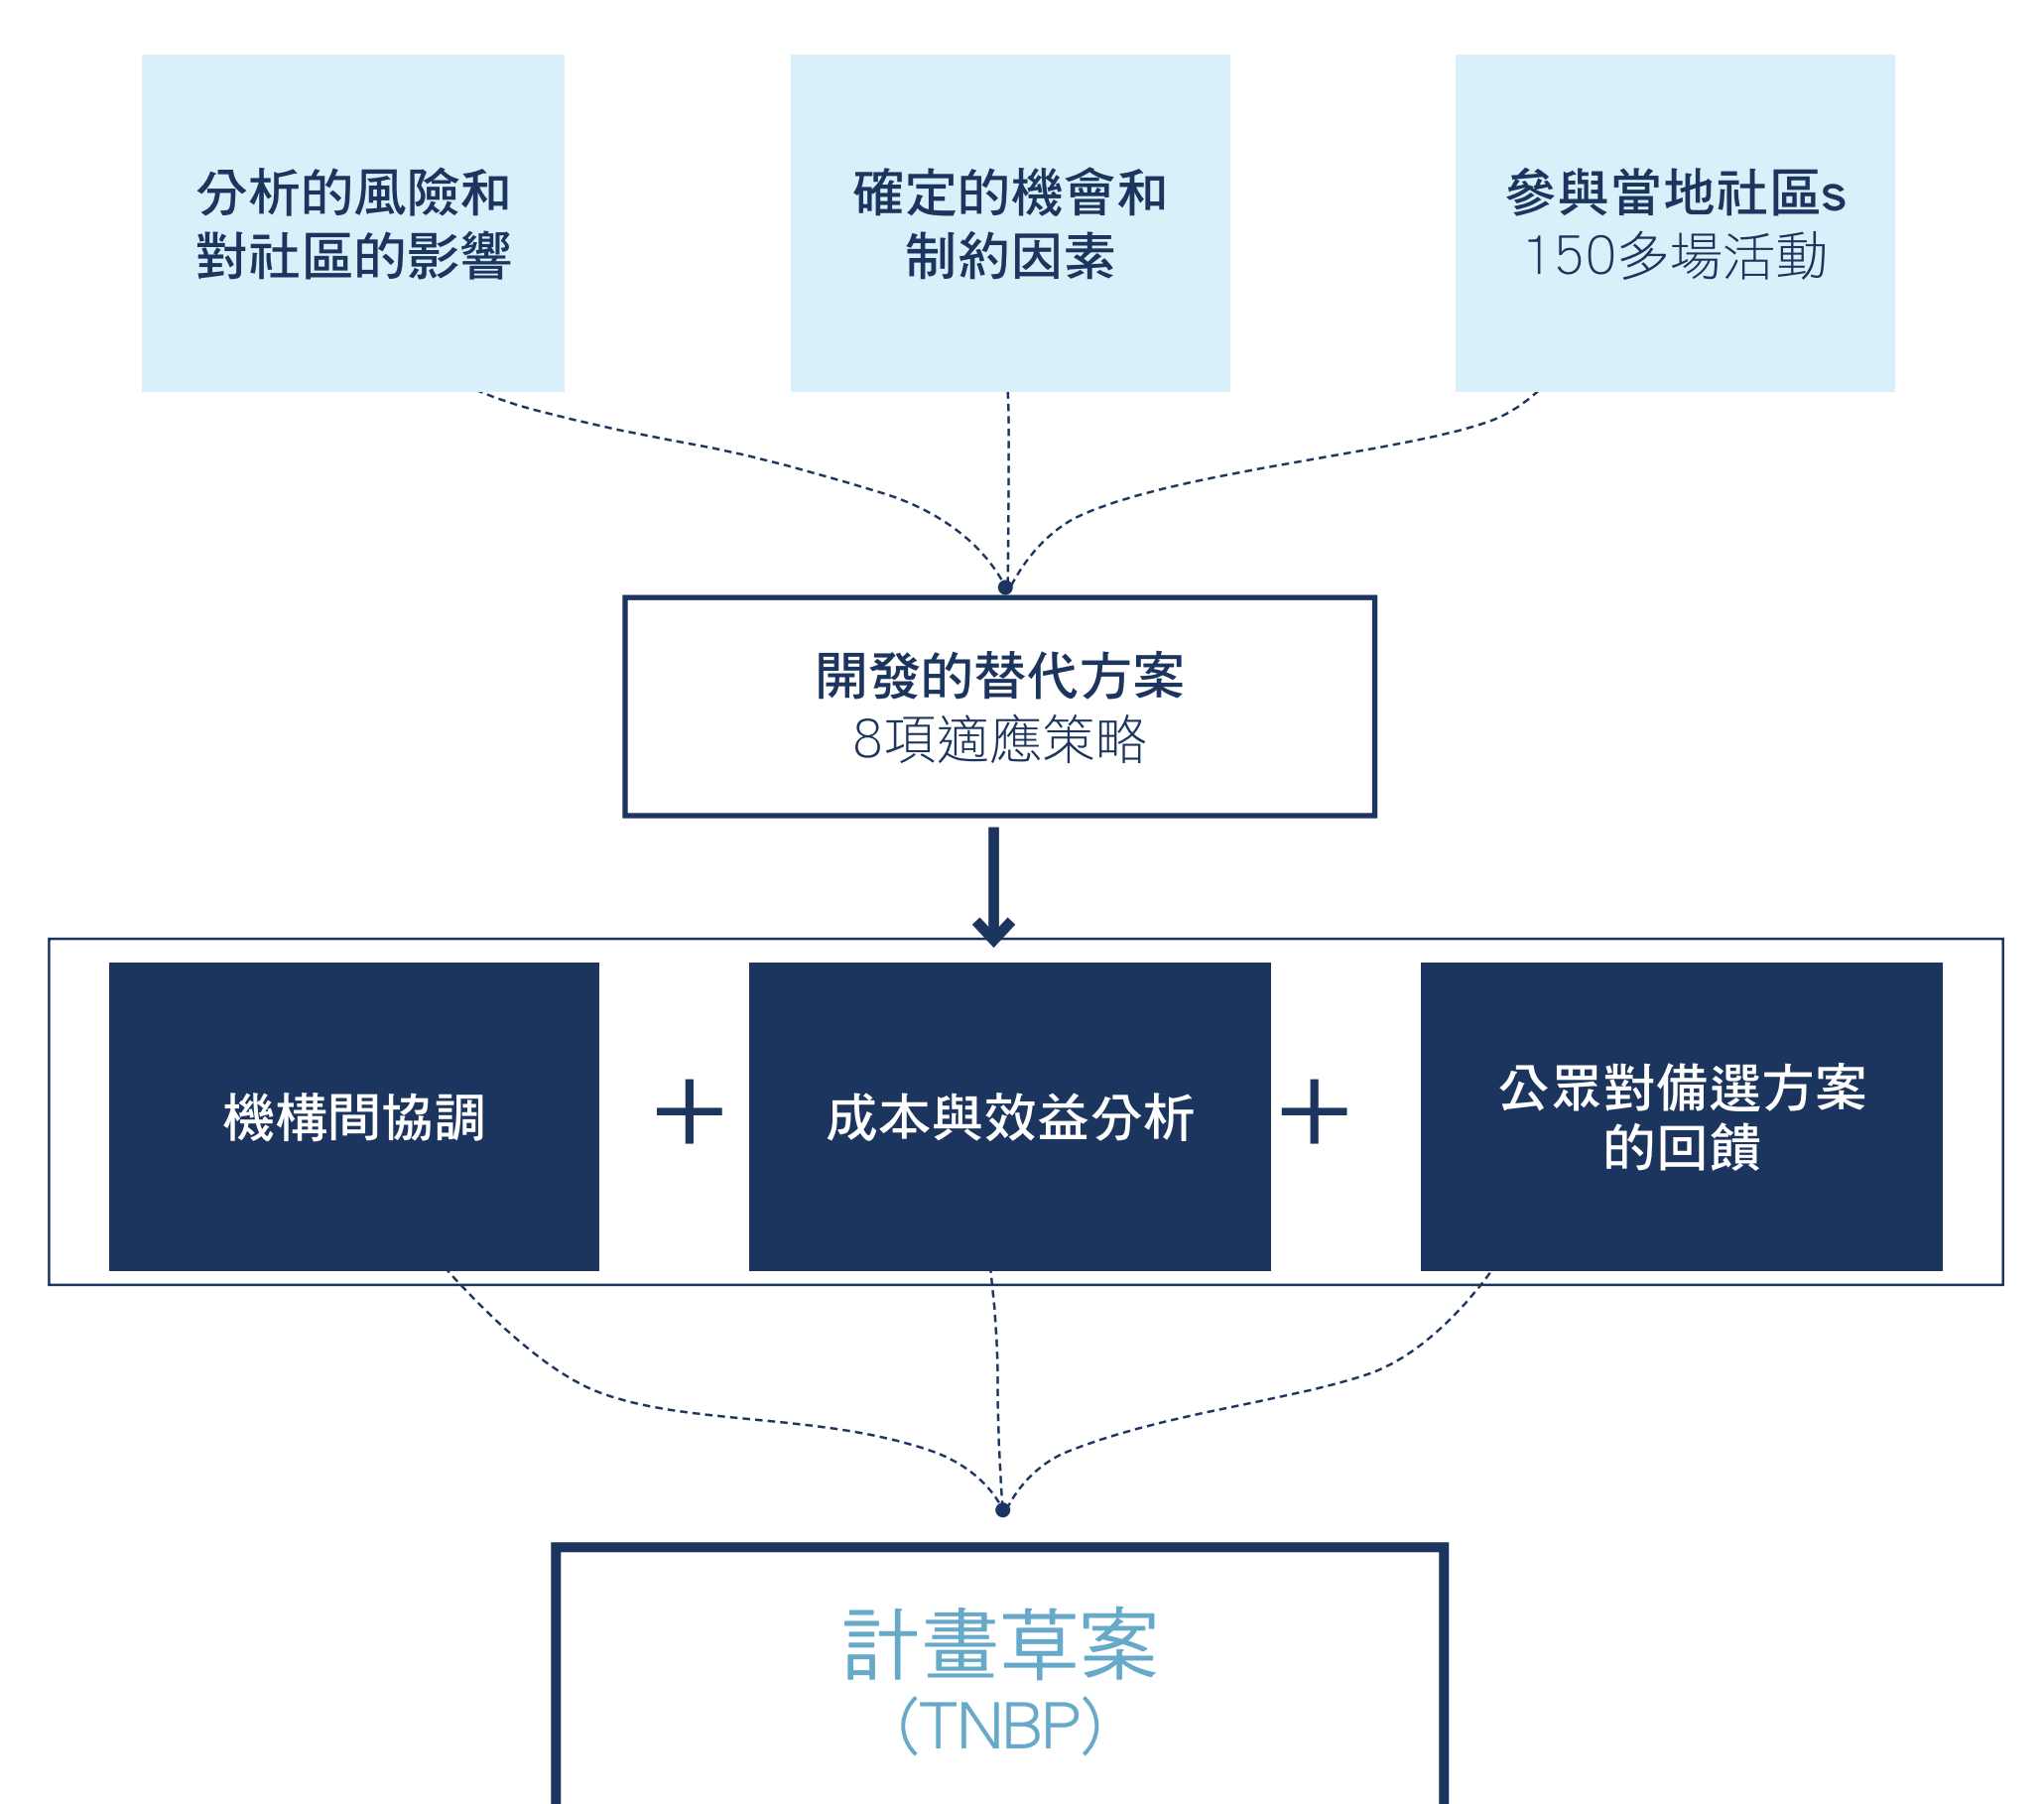 分析的風險和
對社區的影響
確定的機會和
制約因素
參與當地社區s
150多場活動
開發的替代方案
8項適應策略
機構間協調
+
成本與效益分析
+
公眾對備選方案
的回饋
計畫草案
（TNBP）